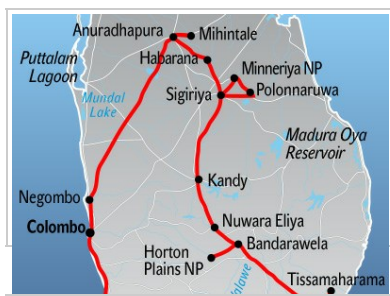 Anuradhapura
Mihintale
Puttalam
Lagoon
Habarana
Minneriya NP
Mundal
Lake
Sigiriya
Polonnaruwa
Madura Oya
Reservoir
Kandy
Negombo
Colombo
Nuwara Eliya
Bandarawela
Horton
Plains NP
alawe
Tissamaharama